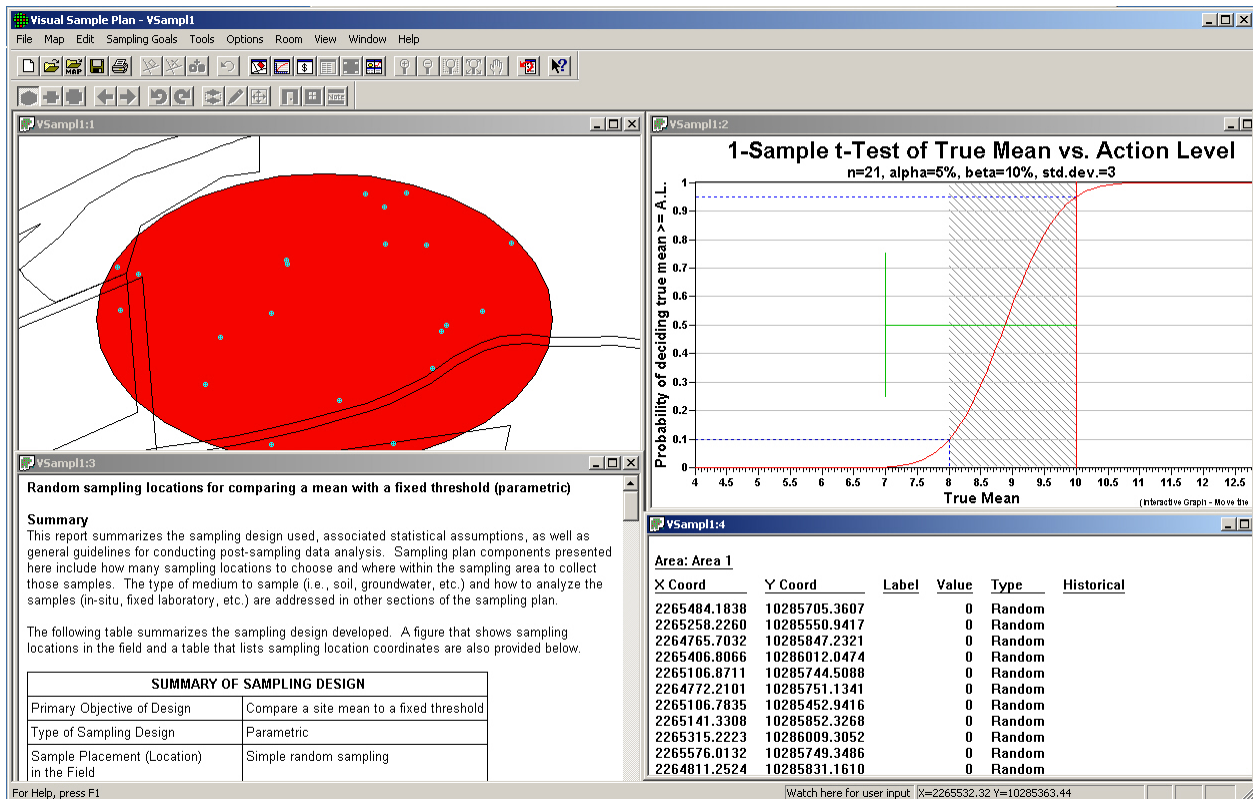 Visual Sample Plan - VSampl1
File Map Edit Sampling Goals Tools Options Room View Window Help
MAP
Note
VSampl1:1
VSampl1:2
1-Sample t-Test of True Mean vs. Action Level
n=21, alpha=5%, beta=10%, std.dev.=3
Probability of deciding true mean >= A.L.
1
0.9
0.8
0.7
0.6
0.5
0.4
0.3
0.2
0.1
0
4 4.5 5 5.5 6 6.5 7 7.5 8 8.5 9 9.5 10 10.5 11 11.5 12 12.5
True Mean
(Interactive Graph - Move the
VSampl1:3
Random sampling locations for comparing a mean with a fixed threshold (parametric)
Summary
This report summarizes the sampling design used, associated statistical assumptions, as well as
general guidelines for conducting post-sampling data analysis. Sampling plan components presented
here include how many sampling locations to choose and where within the sampling area to collect
those samples. The type of medium to sample (i.e., soil, groundwater, etc.) and how to analyze the
samples (in-situ, fixed laboratory, etc.) are addressed in other sections of the sampling plan.
The following table summarizes the sampling design developed. A figure that shows sampling
locations in the field and a table that lists sampling location coordinates are also provided below.
SUMMARY OF SAMPLING DESIGN
Primary Objective of Design Compare a site mean to a fixed threshold
Type of Sampling Design Parametric
Sample Placement (Location) Simple random sampling
in the Field
VSampl1:4
Area: Area 1
X Coord Y Coord Label Value Type Historical
2265484.1838 10285705.3607 0 Random
2265258.2260 10285550.9417 0 Random
2264765.7032 10285847.2321 0 Random
2265406.8066 10286012.0474 0 Random
2265106.8711 10285744.5088 0 Random
2264772.2101 10285751.1341 0 Random
2265106.7835 10285452.9416 0 Random
2265141.3308 10285852.3268 0 Random
2265315.2223 10286009.3052 0 Random
2265576.0132 10285749.3486 0 Random
2264811.2524 10285831.1610 0 Random
For Help, press F1
Watch here for user input X=2265532.32 Y=10285363.44